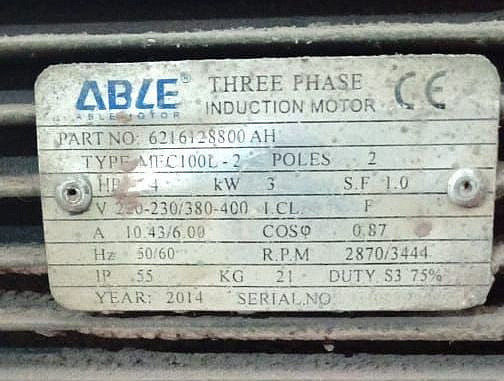 ABLE® THREE PHASE CE
ABLE MOTOR INDUCTION MOTOR
PART NO: 6216128800 AH
TYPE MEC100L-2 POLES 2
HP 4 kW 3 S.F 1.0
V 220-230/380-400 I.CL. F
A 10.43/6.00 COSφ 0.87
Hz 50/60 R.P.M 2870/3444
IP 55 KG 21 DUTY S3 75%
YEAR: 2014 SERIAL.NO: